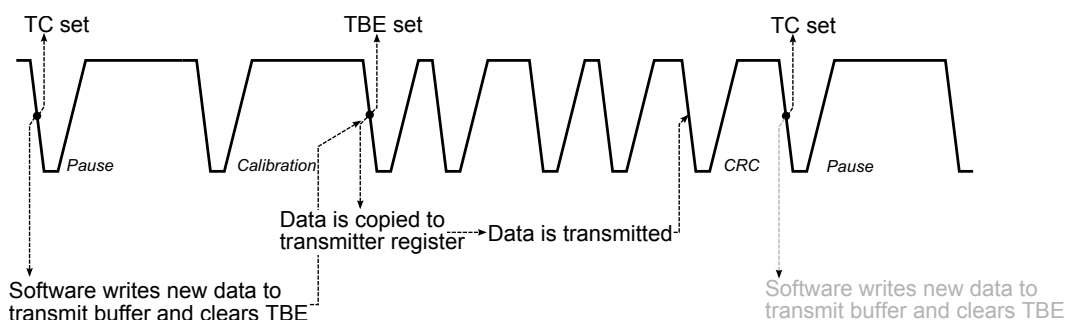 TC set
TBE set
TC set
Pause
Calibration
CRC
Pause
Data is copied to
transmitter register
Data is transmitted
Software writes new data to
transmit buffer and clears TBE
Software writes new data to
transmit buffer and clears TBE